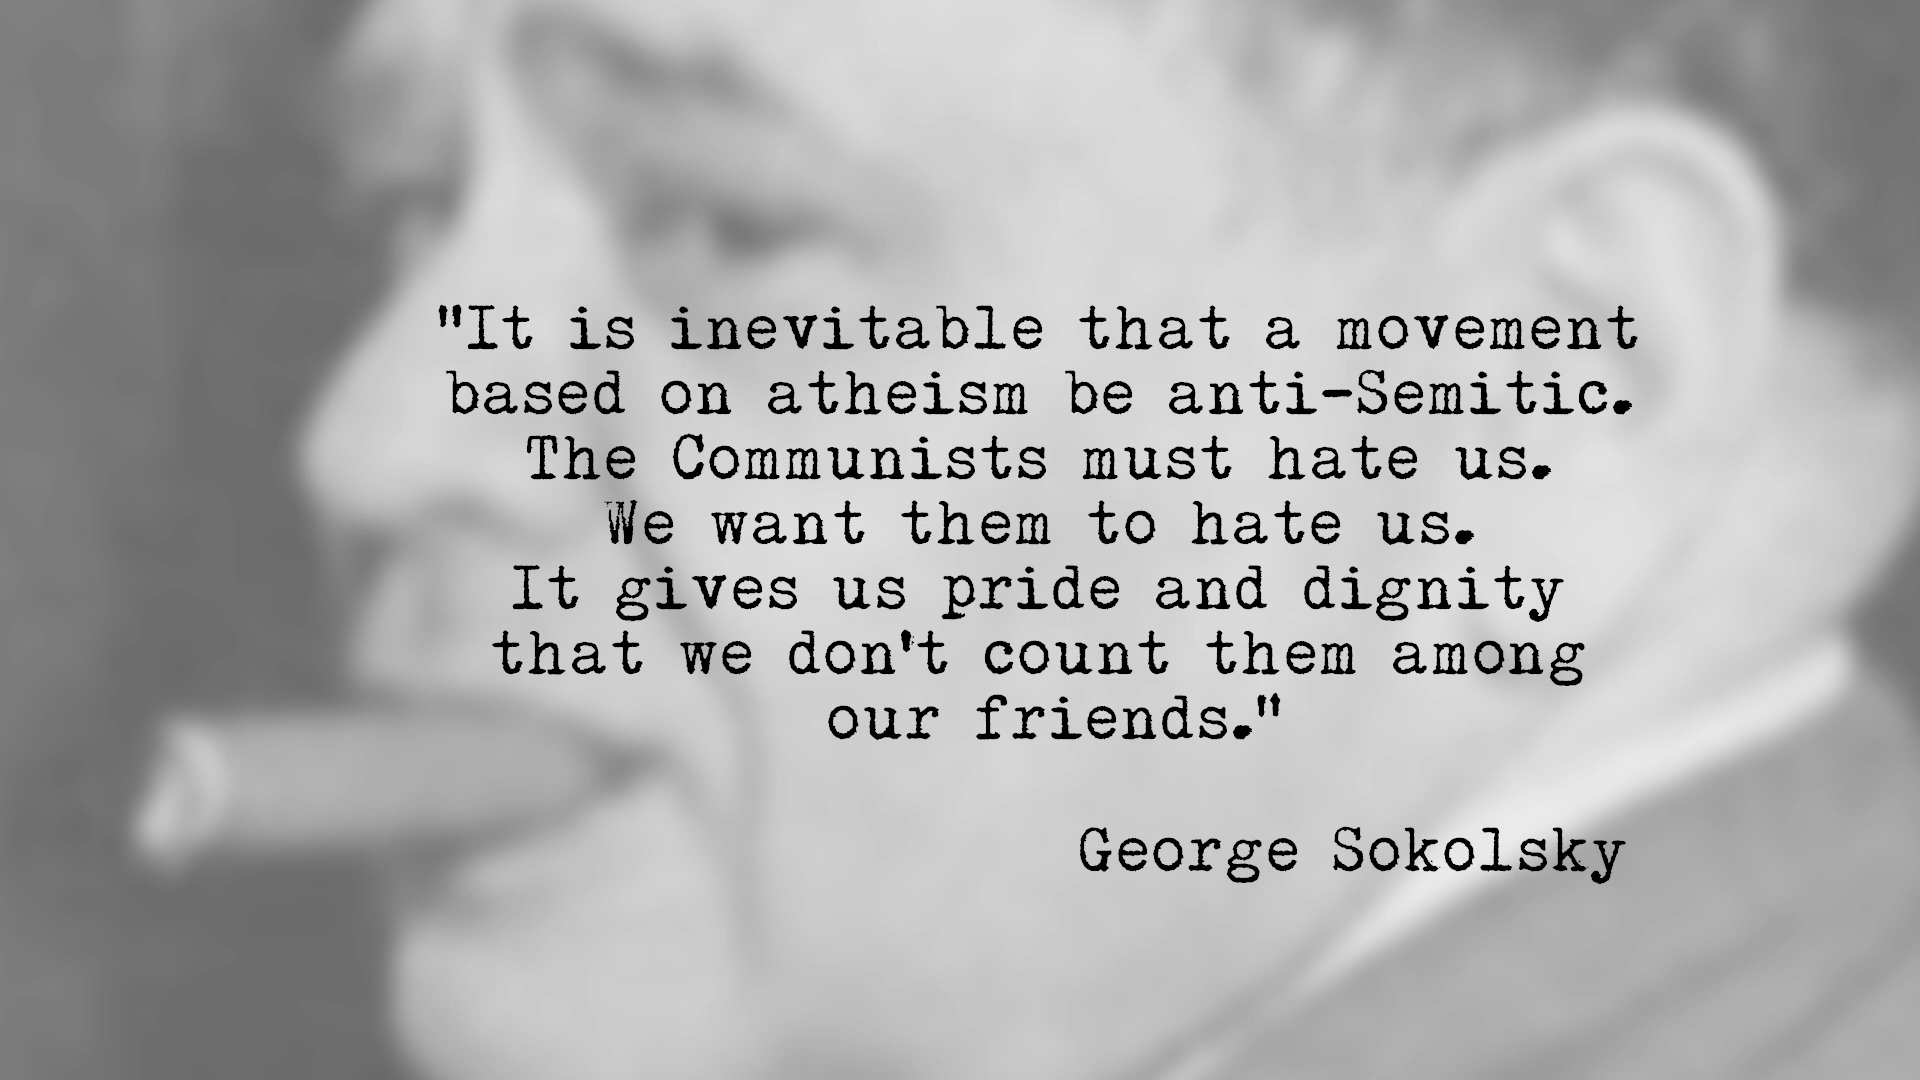 "It is inevitable that a movement
based on atheism be anti-Semitic.
The Communists must hate us.
We want them to hate us.
It gives us pride and dignity
that we don't count them among
our friends."
George Sokolsky